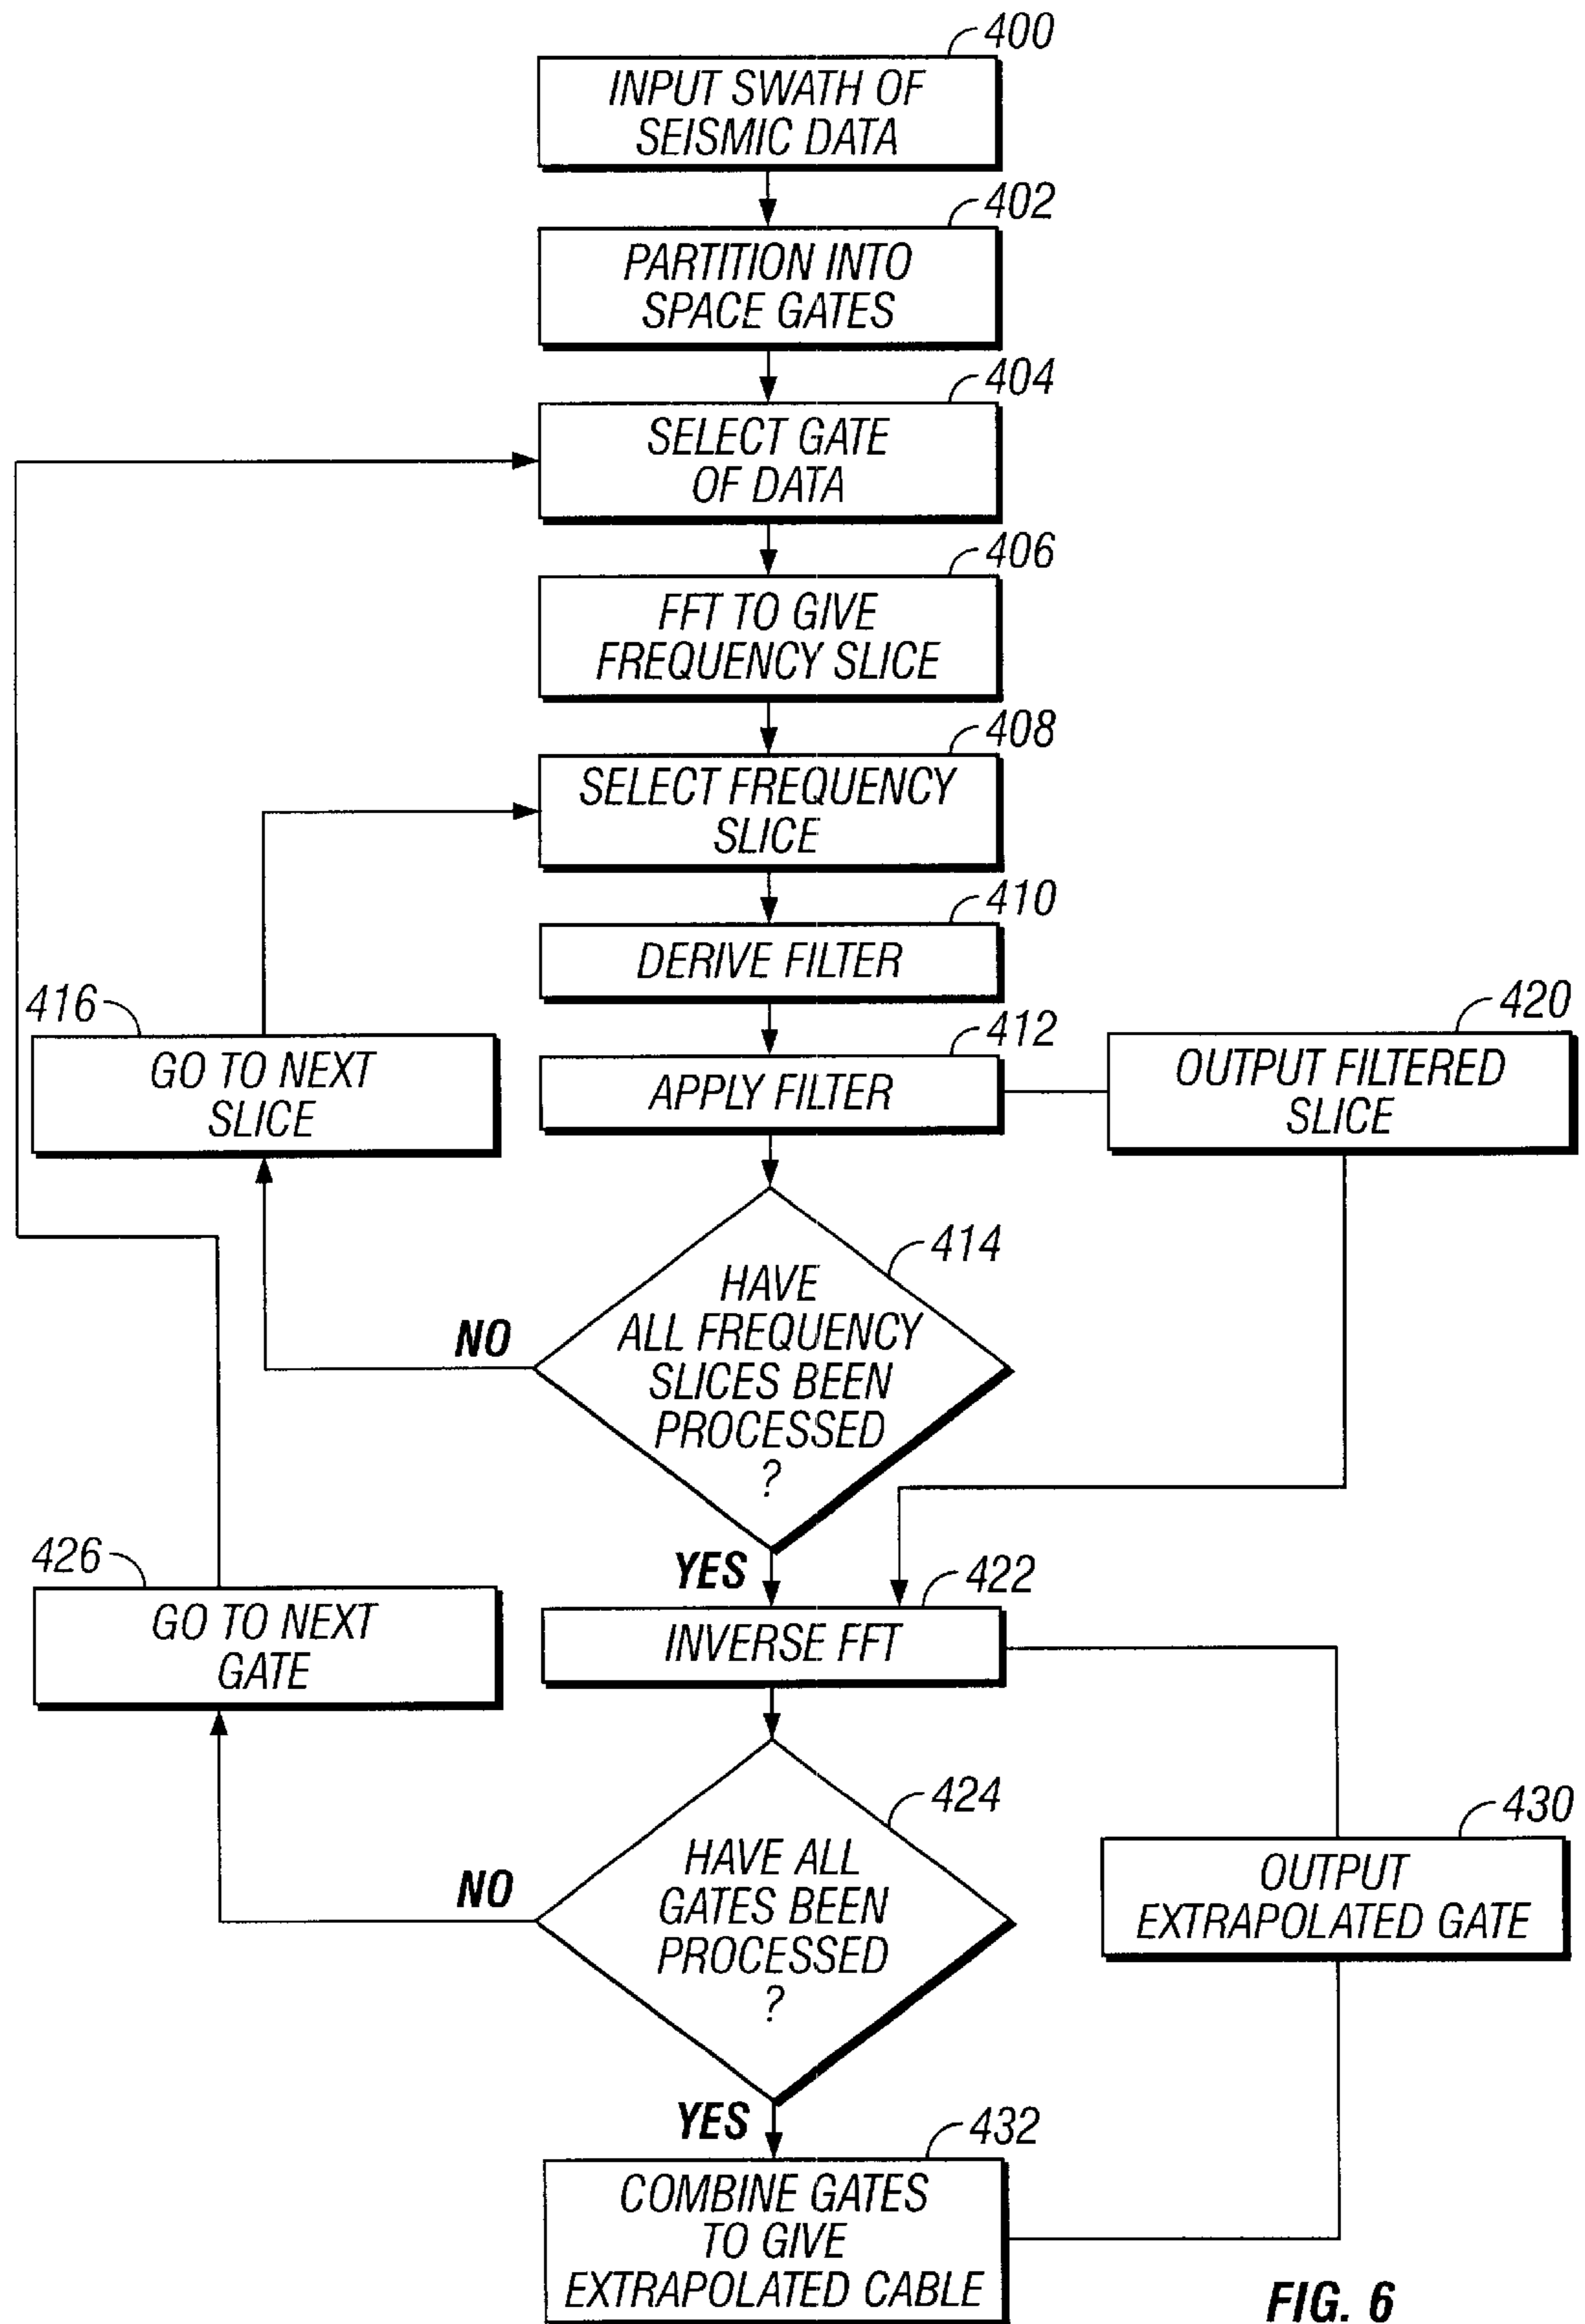 400
INPUT SWATH OF
SEISMIC DATA
402
PARTITION INTO
SPACE GATES
404
SELECT GATE
OF DATA
406
FFT TO GIVE
FREQUENCY SLICE
408
SELECT FREQUENCY
SLICE
410
DERIVE FILTER
416
GO TO NEXT
SLICE
412
APPLY FILTER
420
OUTPUT FILTERED
SLICE
414
HAVE
ALL FREQUENCY
SLICES BEEN
PROCESSED
?
NO
YES
426
GO TO NEXT
GATE
422
INVERSE FFT
424
HAVE ALL
GATES BEEN
PROCESSED
?
NO
YES
430
OUTPUT
EXTRAPOLATED GATE
432
COMBINE GATES
TO GIVE
EXTRAPOLATED CABLE
FIG. 6